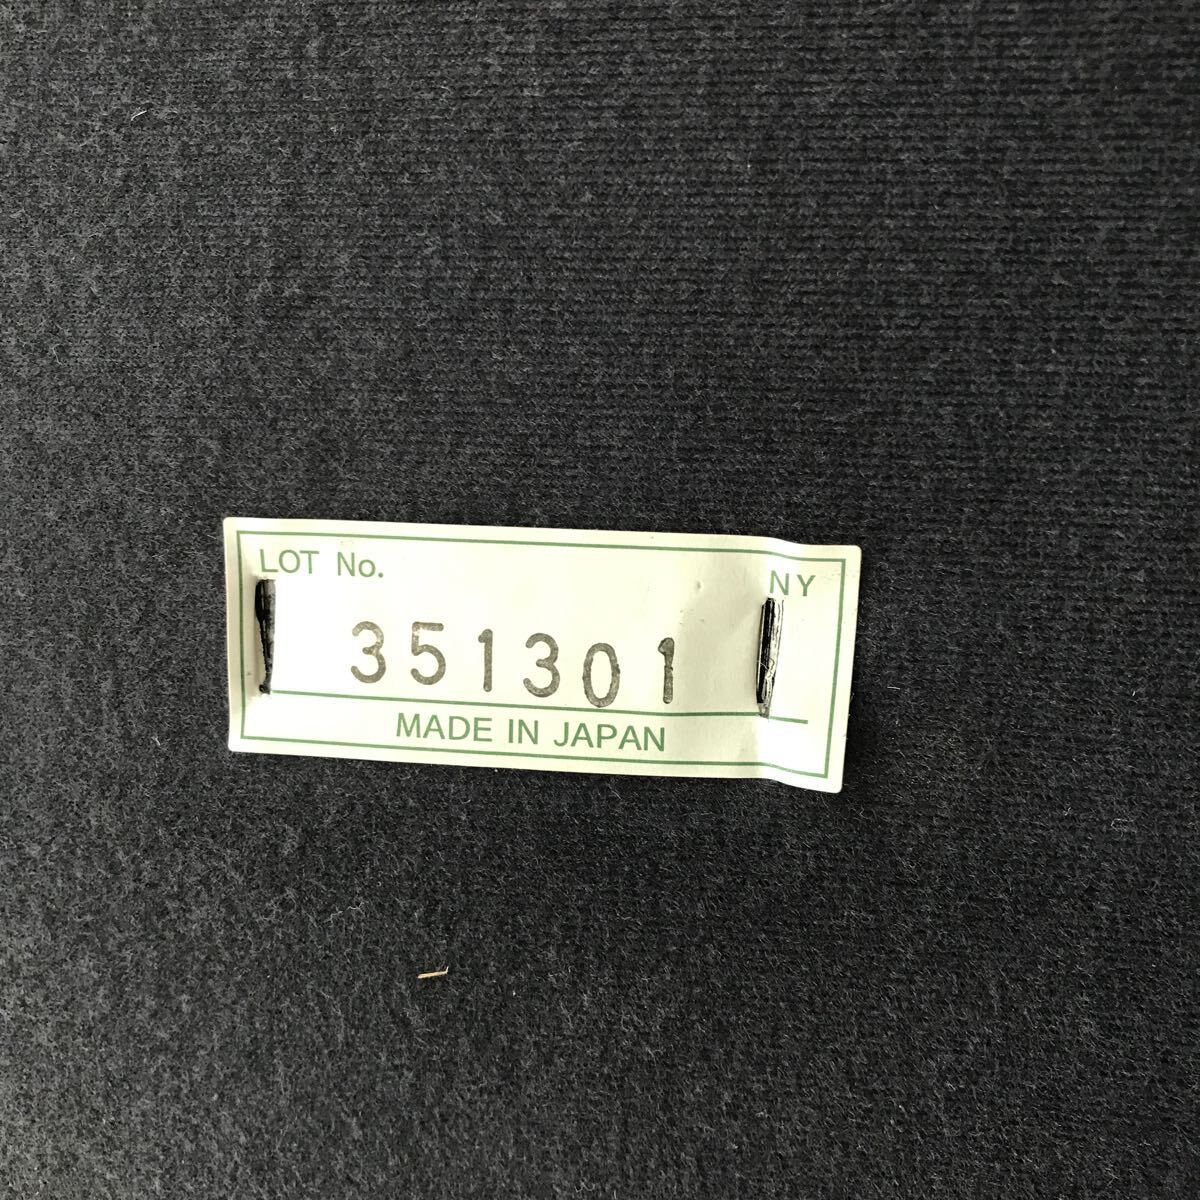 LOT No. NY
351301
MADE IN JAPAN